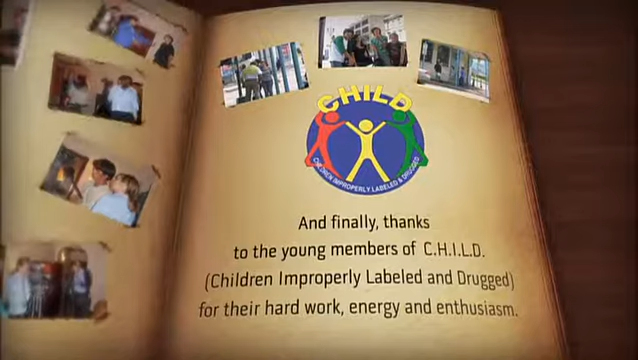 CHILD
CHILDREN IMPROPERLY LABELED & DRUGGED
And finally, thanks
to the young members of C.H.I.L.D.
(Children Improperly Labeled and Drugged)
for their hard work, energy and enthusiasm.